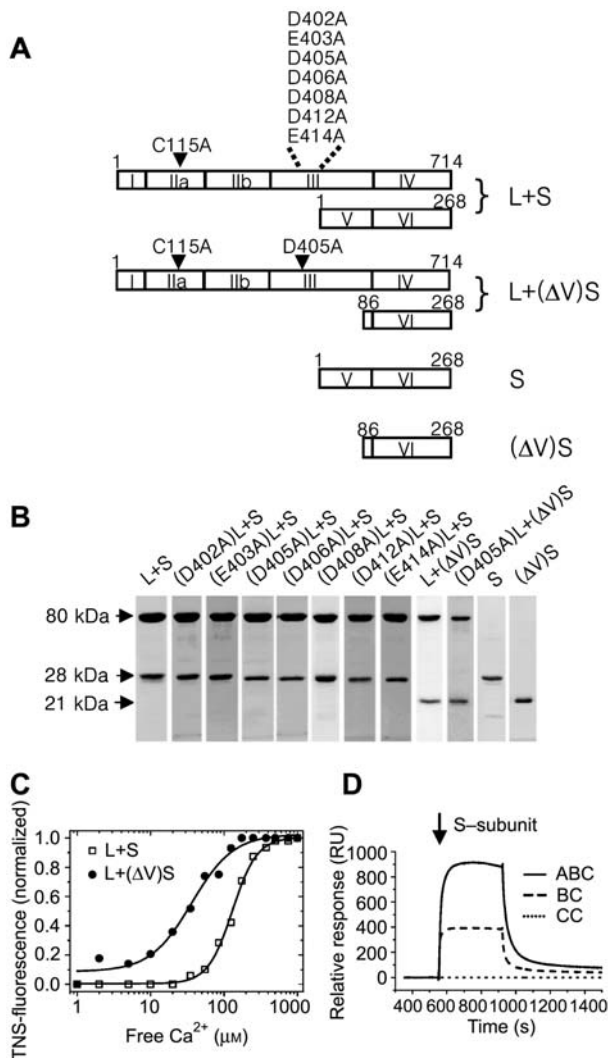 A
D402A
E403A
D405A
D406A
D408A
D412A
E414A
C115A
1 714
I IIa IIb III IV
1 268
V VI
L+S
C115A D405A
1 714
I IIa IIb III IV
86 268
VI
L+(ΔV)S
1 268
V VI
S
86 268
VI
(ΔV)S
B
L+S
(D402A)L+S
(E403A)L+S
(D405A)L+S
(D406A)L+S
(D408A)L+S
(D412A)L+S
(E414A)L+S
L+(ΔV)S
(D405A)L+(ΔV)S
S
(ΔV)S
80 kDa
28 kDa
21 kDa
C
TNS-fluorescence (normalized)
1.0
0.8
0.6
0.4
0.2
0.0
L+S
L+(ΔV)S
1 10 100 1000
Free Ca²⁺ (μM)
D
S–subunit
Relative response (RU)
1000
800
600
400
200
0
ABC
BC
CC
400 600 800 1000 1200 1400
Time (s)